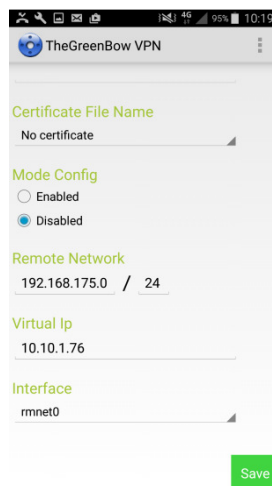 4G 95% 10:19
TheGreenBow VPN
Certificate File Name
No certificate
Mode Config
Enabled
Disabled
Remote Network
192.168.175.0 / 24
Virtual Ip
10.10.1.76
Interface
rmnet0
Save